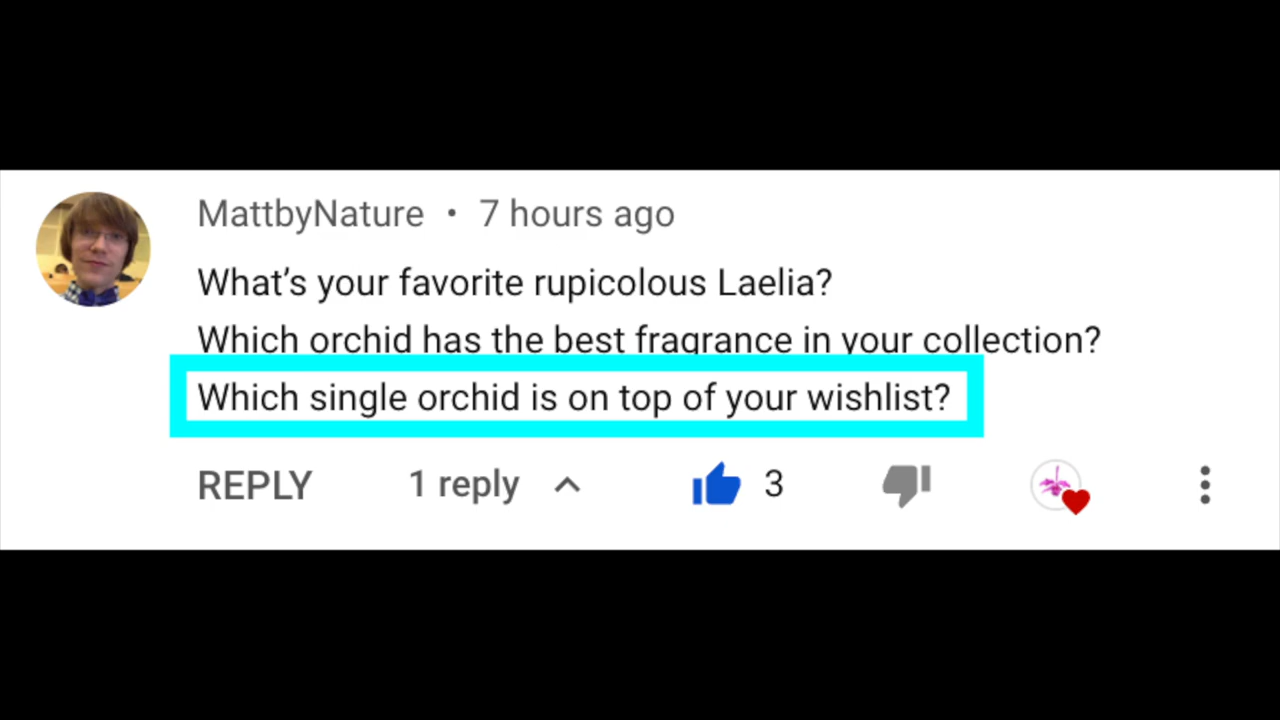 MattbyNature • 7 hours ago
What's your favorite rupicolous Laelia?
Which orchid has the best fragrance in your collection?
Which single orchid is on top of your wishlist?
REPLY 1 reply 3